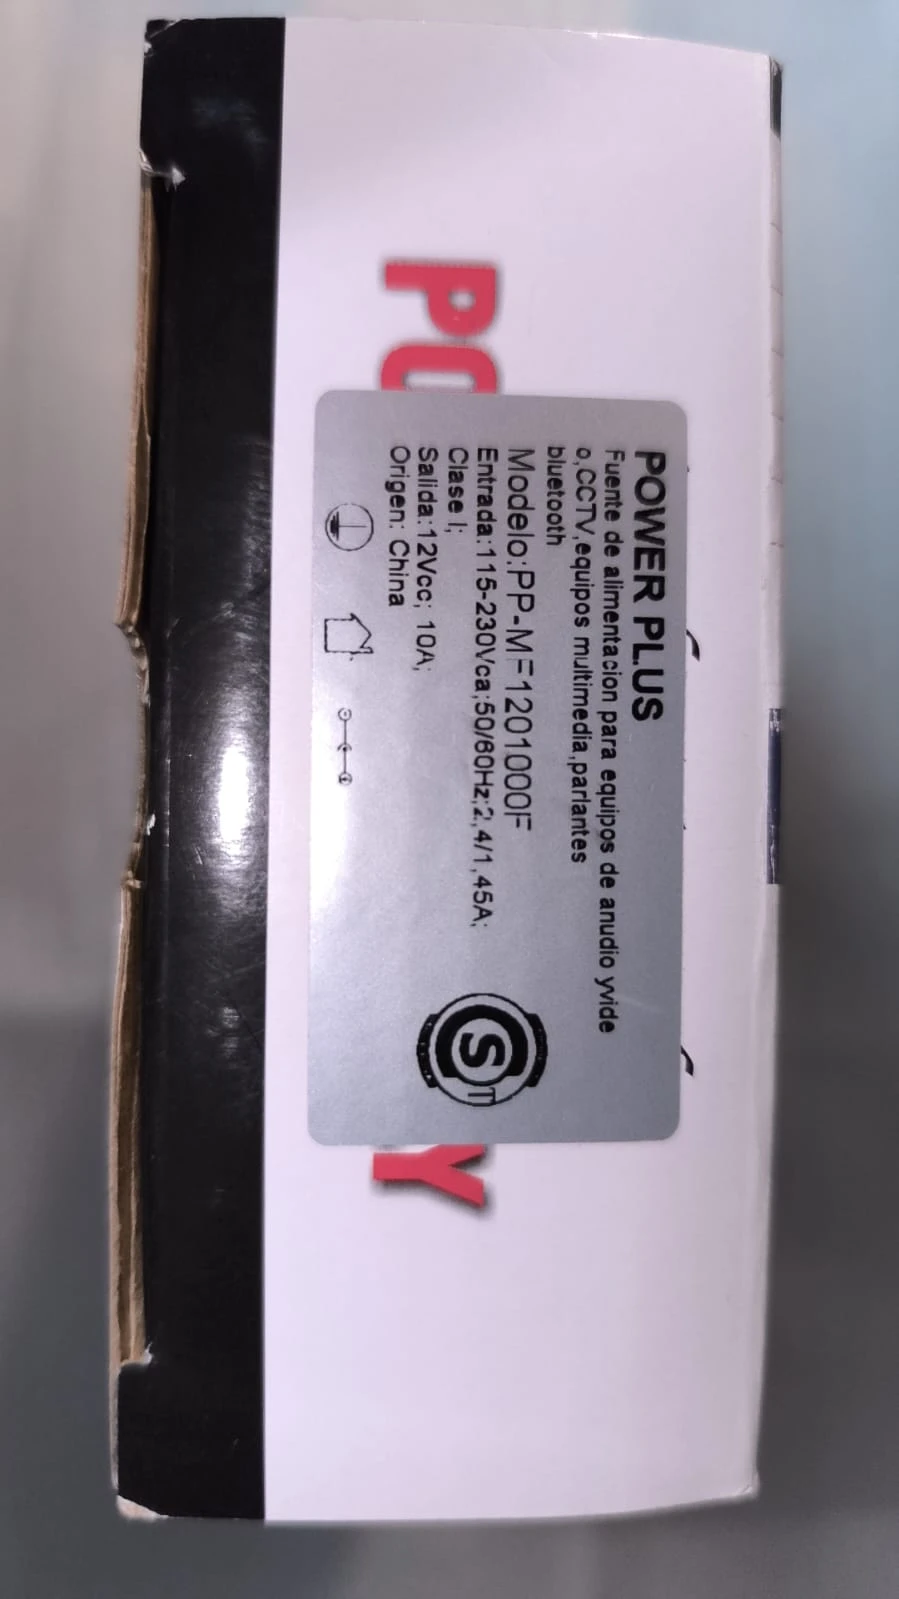 POWER PLUS
Fuente de alimentacion para equipos de anudio yvide
o,CCTV,equipos multimedia,parlantes
bluetooth
Modelo:PP-MF1201000F
Entrada:115-230Vca;50/60Hz;2,4/1,45A;
Clase I;
Salida:12Vcc; 10A;
Origen: China
S